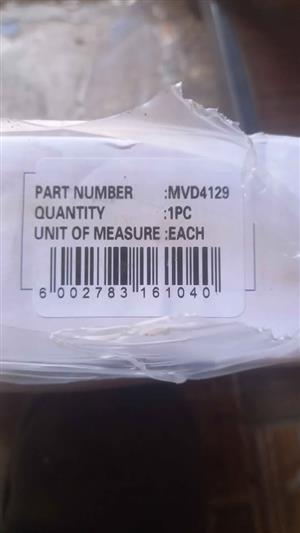 PART NUMBER :MVD4129
QUANTITY :1PC
UNIT OF MEASURE :EACH
6 002783 161040